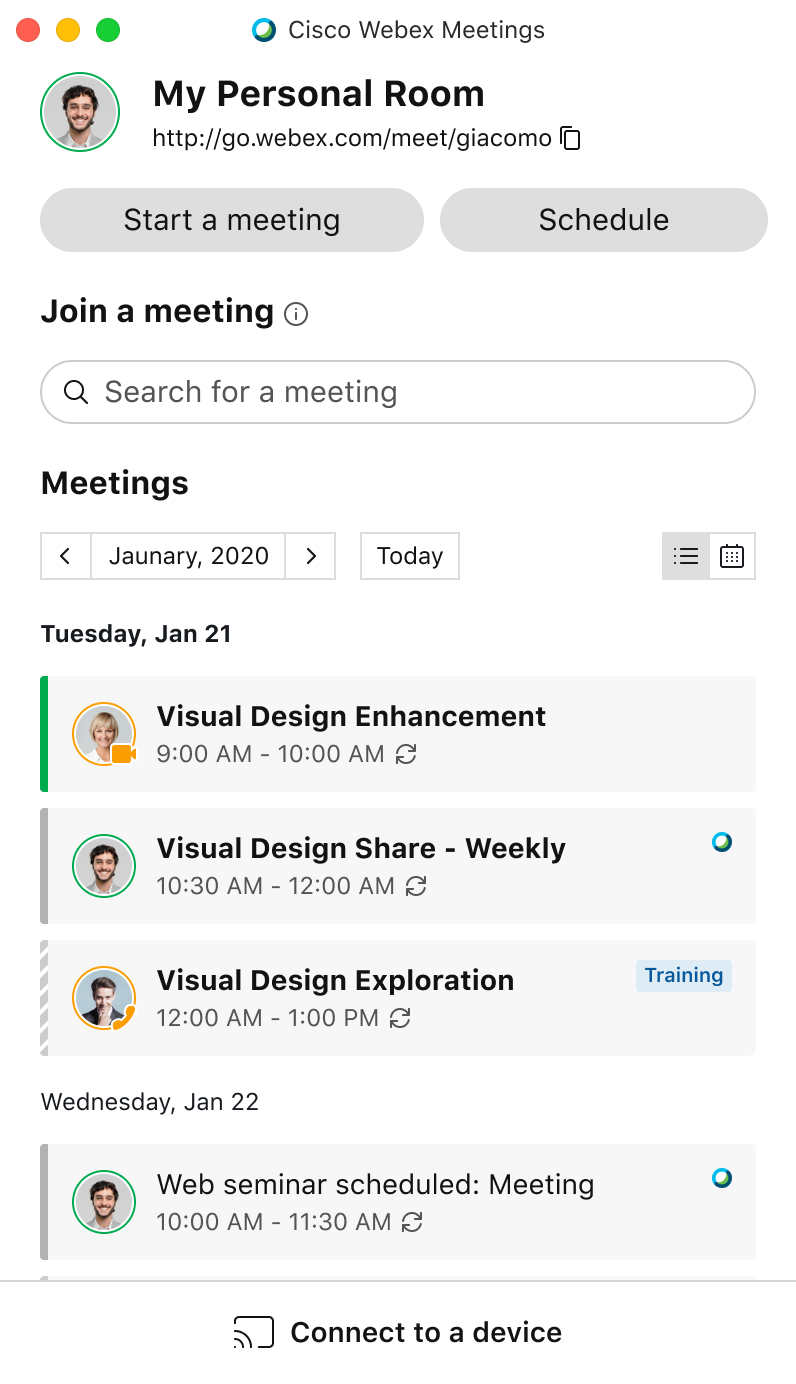 Cisco Webex Meetings
My Personal Room
http://go.webex.com/meet/giacomo
Start a meeting
Schedule
Join a meeting
Search for a meeting
Meetings
Jaunary, 2020
Today
Tuesday, Jan 21
Visual Design Enhancement
9:00 AM - 10:00 AM
Visual Design Share - Weekly
10:30 AM - 12:00 AM
Visual Design Exploration
Training
12:00 AM - 1:00 PM
Wednesday, Jan 22
Web seminar scheduled: Meeting
10:00 AM - 11:30 AM
Connect to a device